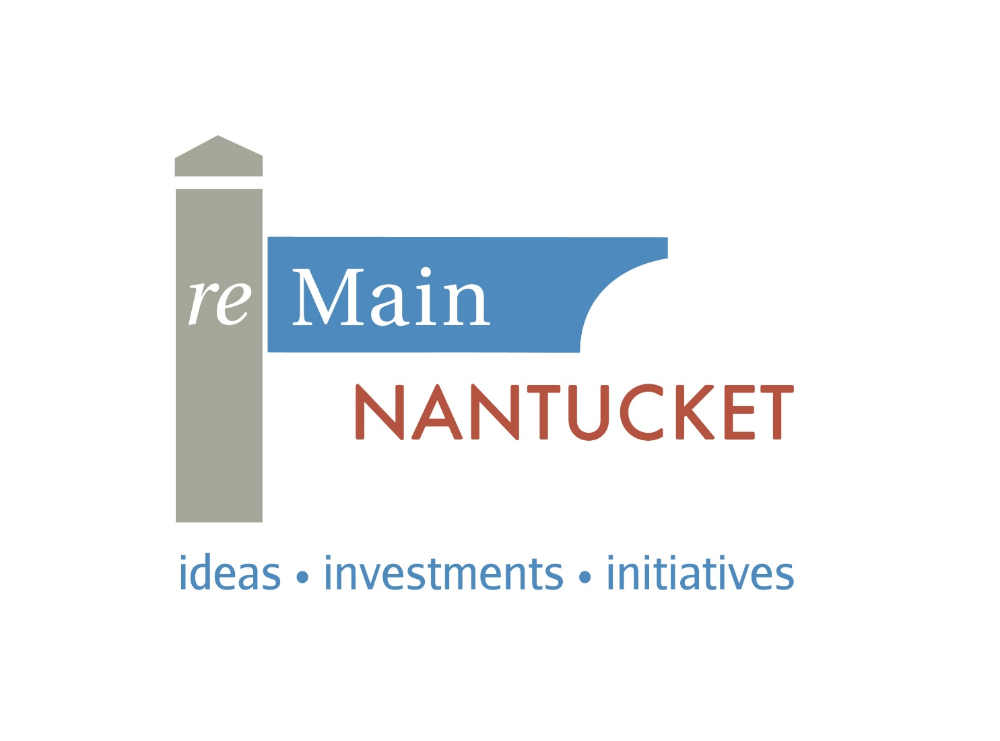 re Main
NANTUCKET
ideas • investments • initiatives